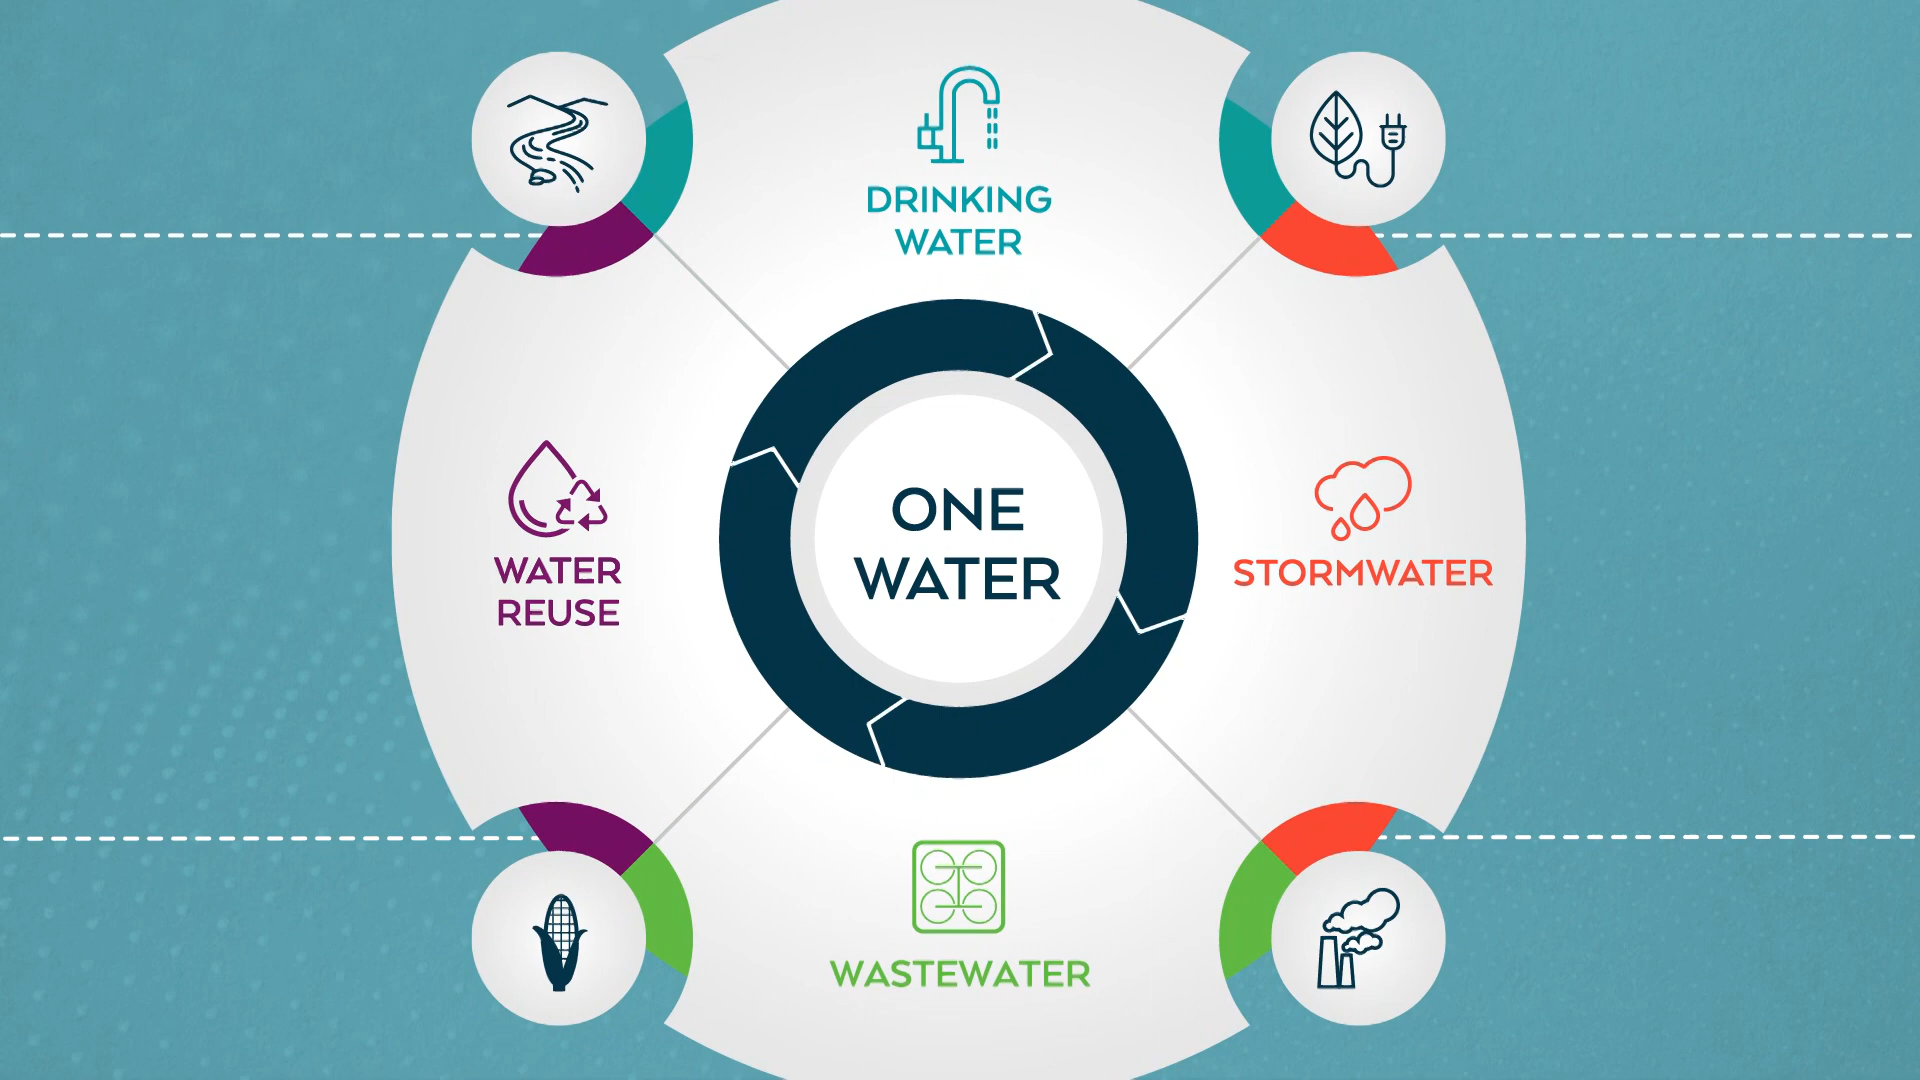 DRINKING
WATER
ONE
WATER
WATER
REUSE
STORMWATER
WASTEWATER